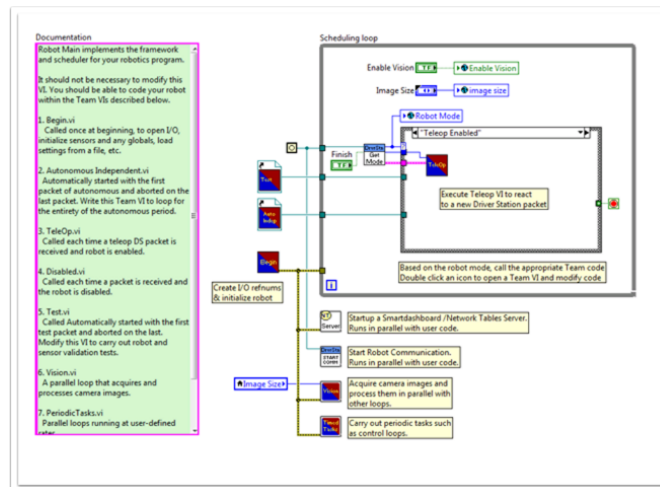 Documentation
Robot Main implements the framework
and scheduler for your robotics program.
It should not be necessary to modify this
VI. You should be able to code your robot
within the Team VIs described below.
1. Begin.vi
Called once at beginning, to open I/O,
initialize sensors and any globals, load
settings from a file, etc.
2. Autonomous Independent.vi
Automatically started with the first
packet of autonomous and aborted on the
last packet. Write this Team VI to loop for
the entirety of the autonomous period.
3. TeleOp.vi
Called each time a teleop DS packet is
received and robot is enabled.
4. Disabled.vi
Called each time a packet is received and
the robot is disabled.
5. Test.vi
Called Automatically started with the first
test packet and aborted on the last.
Modify this VI to carry out robot and
sensor validation tests.
6. Vision.vi
A parallel loop that acquires and
processes camera images.
7. PeriodicTasks.vi
Parallel loops running at user-defined
Scheduling loop
Enable Vision
TF
Enable Vision
Image Size
image size
Robot Mode
"Teleop Enabled"
Finish
TF
Get
Mode
TeleOp
Test
Execute Teleop VI to react
to a new Driver Station packet
Auto
Indep
Begin
Based on the robot mode, call the appropriate Team code
Double click an icon to open a Team VI and modify code
i
Create I/O refnums
& initialize robot
Server
Startup a Smartdashboard /Network Tables Server.
Runs in parallel with user code.
START
COMM
Start Robot Communication.
Runs in parallel with user code.
Image Size
Vision
Acquire camera images and
process them in parallel with
other loops.
Timed
Tasks
Carry out periodic tasks such
as control loops.